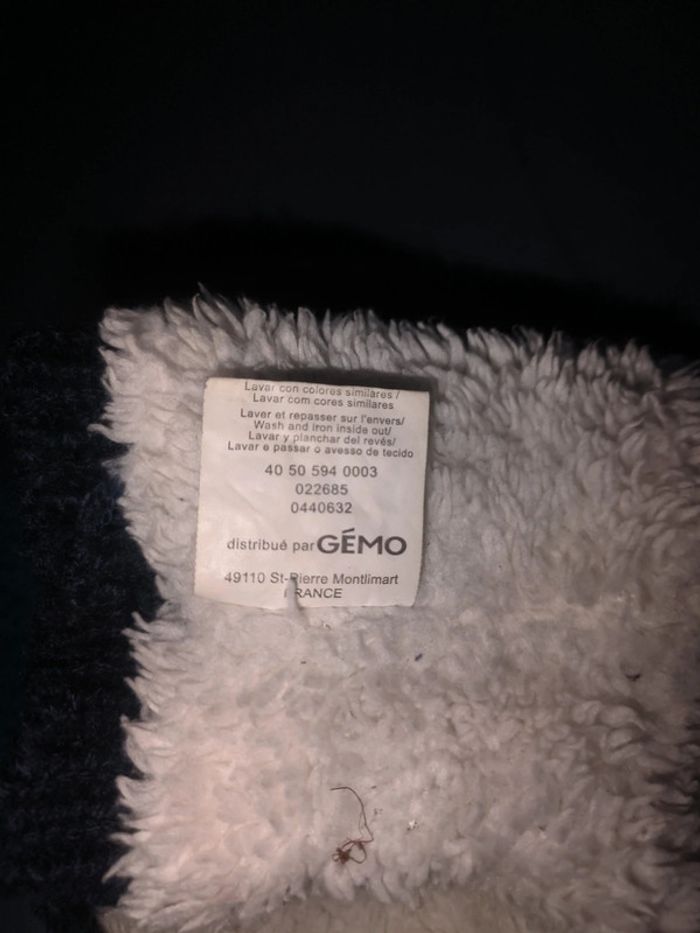 Lavar con colores similares /
Lavar com cores similares
Laver et repasser sur l'envers/
Wash and iron inside out/
Lavar y planchar del revés/
Lavar e passar o avesso de tecido
40 50 594 0003
022685
0440632
distribué par GÉMO
49110 St-Pierre Montlimart
FRANCE